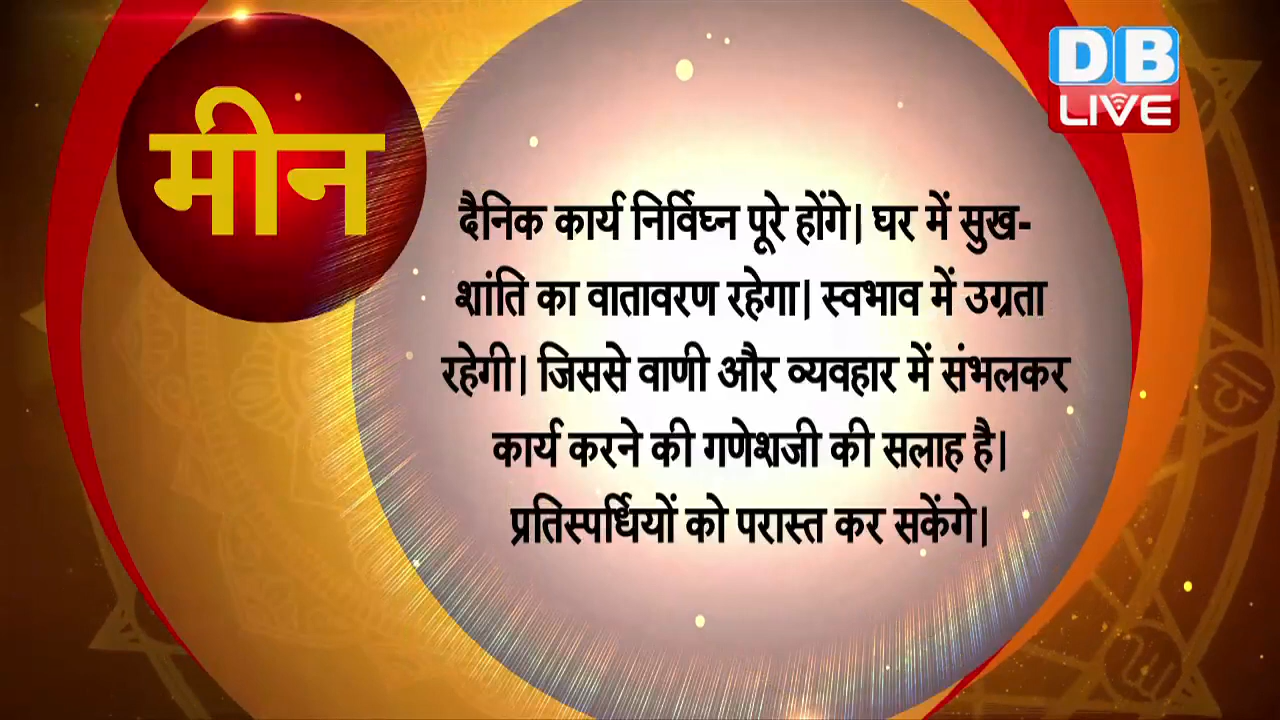 मीन
DB
LIVE
दैनिक कार्य निर्विघ्न पूरे होंगे| घर में सुख-
शांति का वातावरण रहेगा| स्वभाव में उग्रता
रहेगी| जिससे वाणी और व्यवहार में संभलकर
कार्य करने की गणेशजी की सलाह है|
प्रतिस्पर्धियों को परास्त कर सकेंगे|